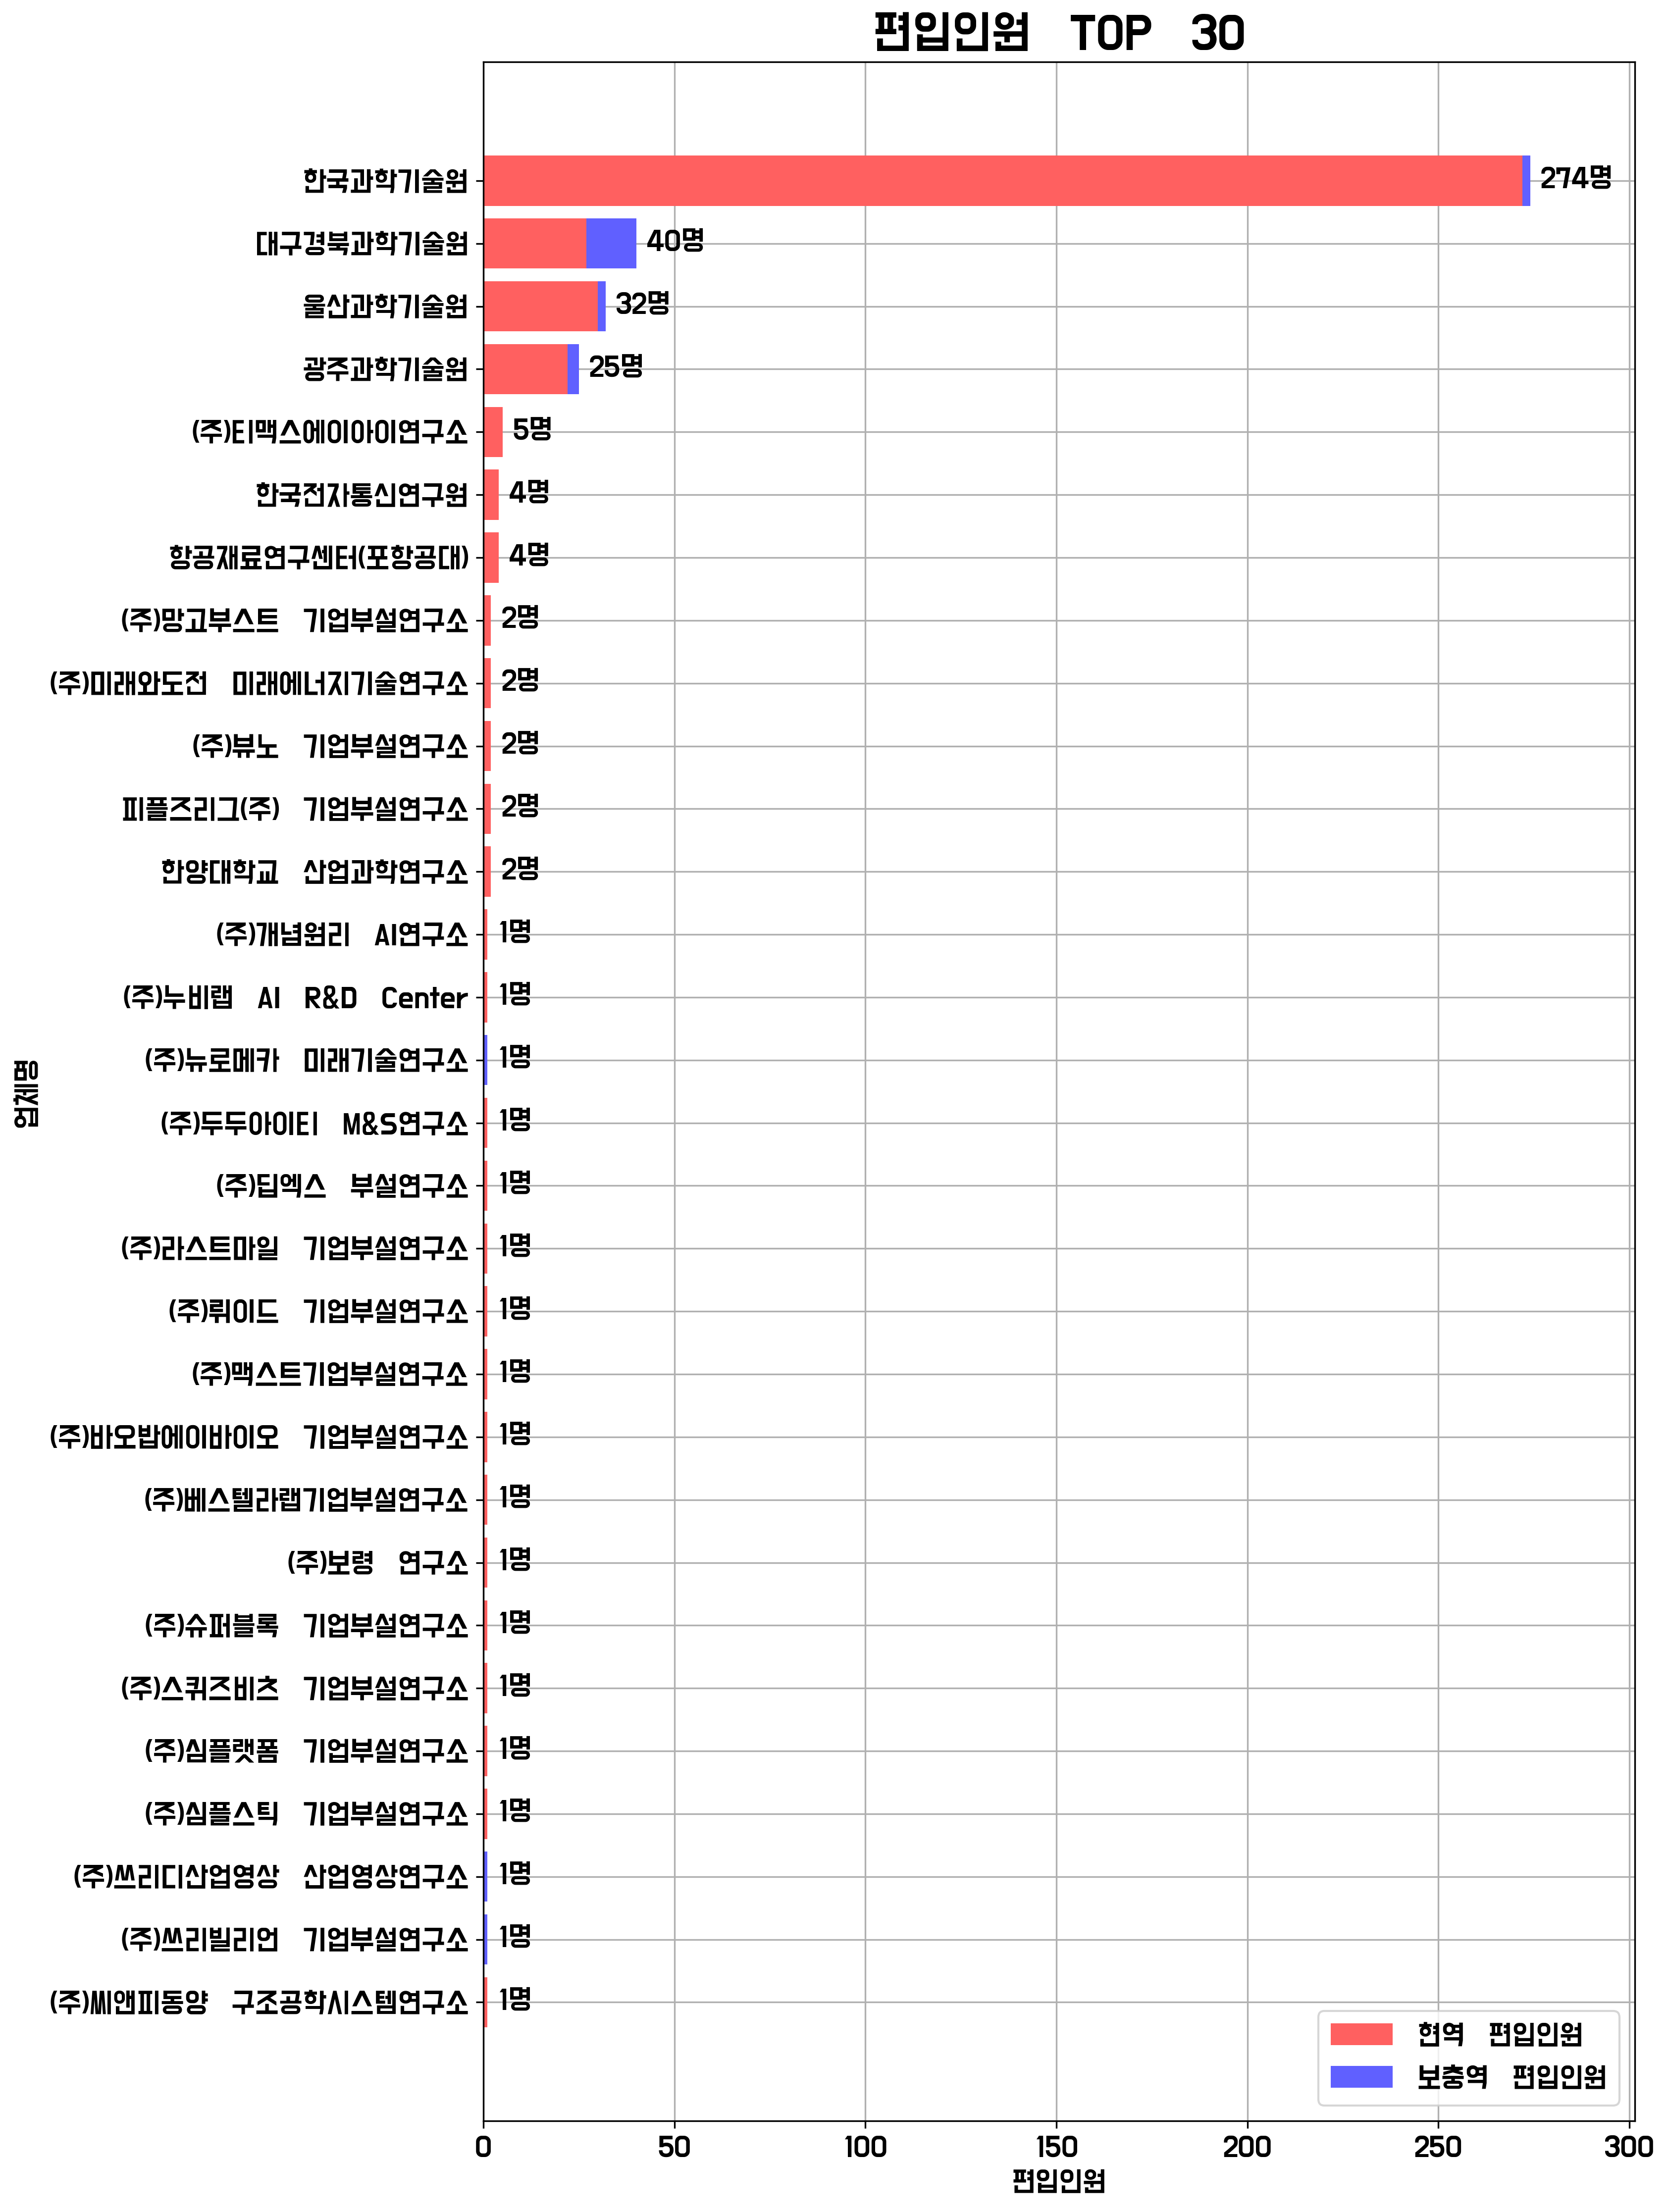 편입인원 TOP 30
한국과학기술원 274명
대구경북과학기술원 40명
울산과학기술원 32명
광주과학기술원 25명
(주)티맥스에이아이연구소 5명
한국전자통신연구원 4명
항공재료연구센터(포항공대) 4명
(주)망고부스트 기업부설연구소 2명
(주)미래와도전 미래에너지기술연구소 2명
(주)뷰노 기업부설연구소 2명
피플즈리그(주) 기업부설연구소 2명
한양대학교 산업과학연구소 2명
(주)개념원리 AI연구소 1명
(주)누비랩 AI R&D Center 1명
(주)뉴로메카 미래기술연구소 1명
(주)두두아이티 M&S연구소 1명
(주)딥엑스 부설연구소 1명
(주)라스트마일 기업부설연구소 1명
(주)뤼이드 기업부설연구소 1명
(주)맥스트기업부설연구소 1명
(주)바오밥에이바이오 기업부설연구소 1명
(주)베스텔라랩기업부설연구소 1명
(주)보령 연구소 1명
(주)슈퍼블록 기업부설연구소 1명
(주)스퀴즈비츠 기업부설연구소 1명
(주)심플랫폼 기업부설연구소 1명
(주)심플스틱 기업부설연구소 1명
(주)쓰리디산업영상 산업영상연구소 1명
(주)쓰리빌리언 기업부설연구소 1명
(주)씨앤피동양 구조공학시스템연구소 1명
업체명
현역 편입인원
보충역 편입인원
0 50 100 150 200 250 300
편입인원